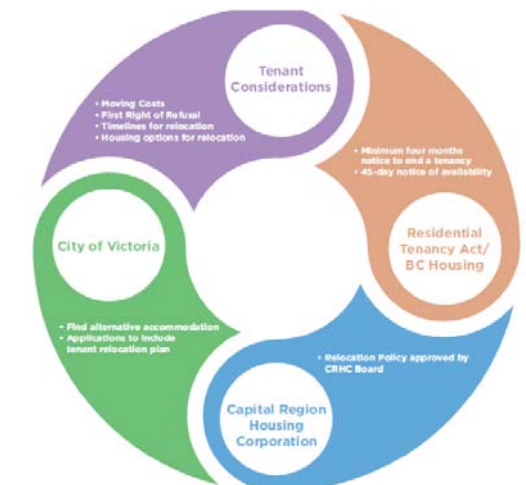 Tenant
Considerations
• Moving Costs
• First Right of Refusal
• Timelines for relocation
• Housing options for relocation
• Minimum four months
notice to end a tenancy
• 45-day notice of availability
Residential
Tenancy Act/
BC Housing
City of Victoria
• Find alternative accommodation
• Applications to include
tenant relocation plan
• Relocation Policy approved by
CRHC Board
Capital Region
Housing
Corporation